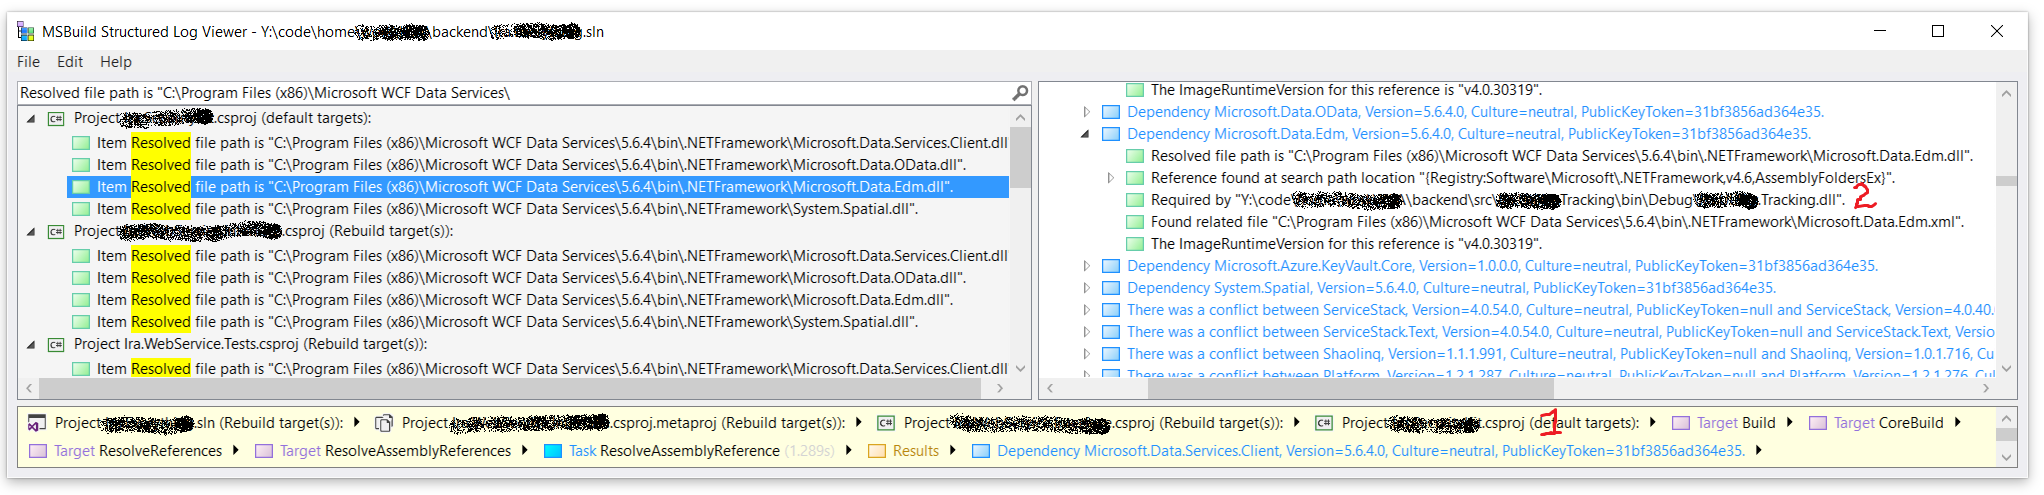 MSBuild Structured Log Viewer - Y:\code\home\ \backend\ .sln
File Edit Help
Resolved file path is "C:\Program Files (x86)\Microsoft WCF Data Services\
Project .csproj (default targets):
Item Resolved file path is "C:\Program Files (x86)\Microsoft WCF Data Services\5.6.4\bin\.NETFramework\Microsoft.Data.Services.Client.dll
Item Resolved file path is "C:\Program Files (x86)\Microsoft WCF Data Services\5.6.4\bin\.NETFramework\Microsoft.Data.OData.dll".
Item Resolved file path is "C:\Program Files (x86)\Microsoft WCF Data Services\5.6.4\bin\.NETFramework\Microsoft.Data.Edm.dll".
Item Resolved file path is "C:\Program Files (x86)\Microsoft WCF Data Services\5.6.4\bin\.NETFramework\System.Spatial.dll".
Project .csproj (Rebuild target(s)):
Item Resolved file path is "C:\Program Files (x86)\Microsoft WCF Data Services\5.6.4\bin\.NETFramework\Microsoft.Data.Services.Client.dll
Item Resolved file path is "C:\Program Files (x86)\Microsoft WCF Data Services\5.6.4\bin\.NETFramework\Microsoft.Data.OData.dll".
Item Resolved file path is "C:\Program Files (x86)\Microsoft WCF Data Services\5.6.4\bin\.NETFramework\Microsoft.Data.Edm.dll".
Item Resolved file path is "C:\Program Files (x86)\Microsoft WCF Data Services\5.6.4\bin\.NETFramework\System.Spatial.dll".
Project Ira.WebService.Tests.csproj (Rebuild target(s)):
Item Resolved file path is "C:\Program Files (x86)\Microsoft WCF Data Services\5.6.4\bin\.NETFramework\Microsoft.Data.Services.Client.dll
The ImageRuntimeVersion for this reference is "v4.0.30319".
Dependency Microsoft.Data.OData, Version=5.6.4.0, Culture=neutral, PublicKeyToken=31bf3856ad364e35.
Dependency Microsoft.Data.Edm, Version=5.6.4.0, Culture=neutral, PublicKeyToken=31bf3856ad364e35.
Resolved file path is "C:\Program Files (x86)\Microsoft WCF Data Services\5.6.4\bin\.NETFramework\Microsoft.Data.Edm.dll".
Reference found at search path location "{Registry:Software\Microsoft\.NETFramework,v4.6,AssemblyFoldersEx}".
Required by "Y:\code\ \backend\src\ Tracking\bin\Debug\ .Tracking.dll". 2
Found related file "C:\Program Files (x86)\Microsoft WCF Data Services\5.6.4\bin\.NETFramework\Microsoft.Data.Edm.xml".
The ImageRuntimeVersion for this reference is "v4.0.30319".
Dependency Microsoft.Azure.KeyVault.Core, Version=1.0.0.0, Culture=neutral, PublicKeyToken=31bf3856ad364e35.
Dependency System.Spatial, Version=5.6.4.0, Culture=neutral, PublicKeyToken=31bf3856ad364e35.
There was a conflict between ServiceStack, Version=4.0.54.0, Culture=neutral, PublicKeyToken=null and ServiceStack, Version=4.0.40.
There was a conflict between ServiceStack.Text, Version=4.0.54.0, Culture=neutral, PublicKeyToken=null and ServiceStack.Text, Versio
There was a conflict between Shaolinq, Version=1.1.1.991, Culture=neutral, PublicKeyToken=null and Shaolinq, Version=1.0.1.716, Cu
There was a conflict between Platform, Version=1.2.1.287, Culture=neutral, PublicKeyToken=null and Platform, Version=1.2.1.276, Cult
Project .sln (Rebuild target(s)): Project .csproj.metaproj (Rebuild target(s)): Project .csproj (Rebuild target(s)): Project .csproj (default targets): 1 Target Build Target CoreBuild
Target ResolveReferences Target ResolveAssemblyReferences Task ResolveAssemblyReference (1.289s) Results Dependency Microsoft.Data.Services.Client, Version=5.6.4.0, Culture=neutral, PublicKeyToken=31bf3856ad364e35.